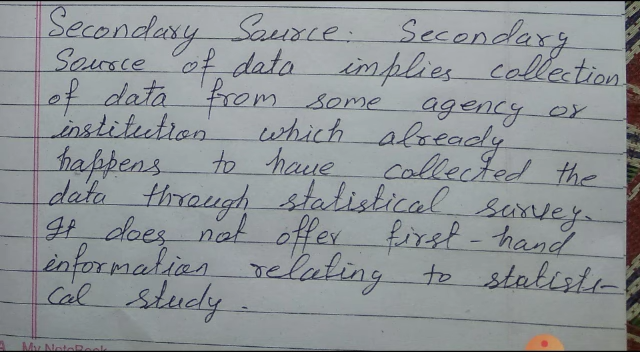 Secondary Source: Secondary
Source of data implies collection
of data from some agency or
institution which already
happens to have collected the
data through statistical survey.
It does not offer first-hand
information relating to statisti-
cal study.
My NoteBook